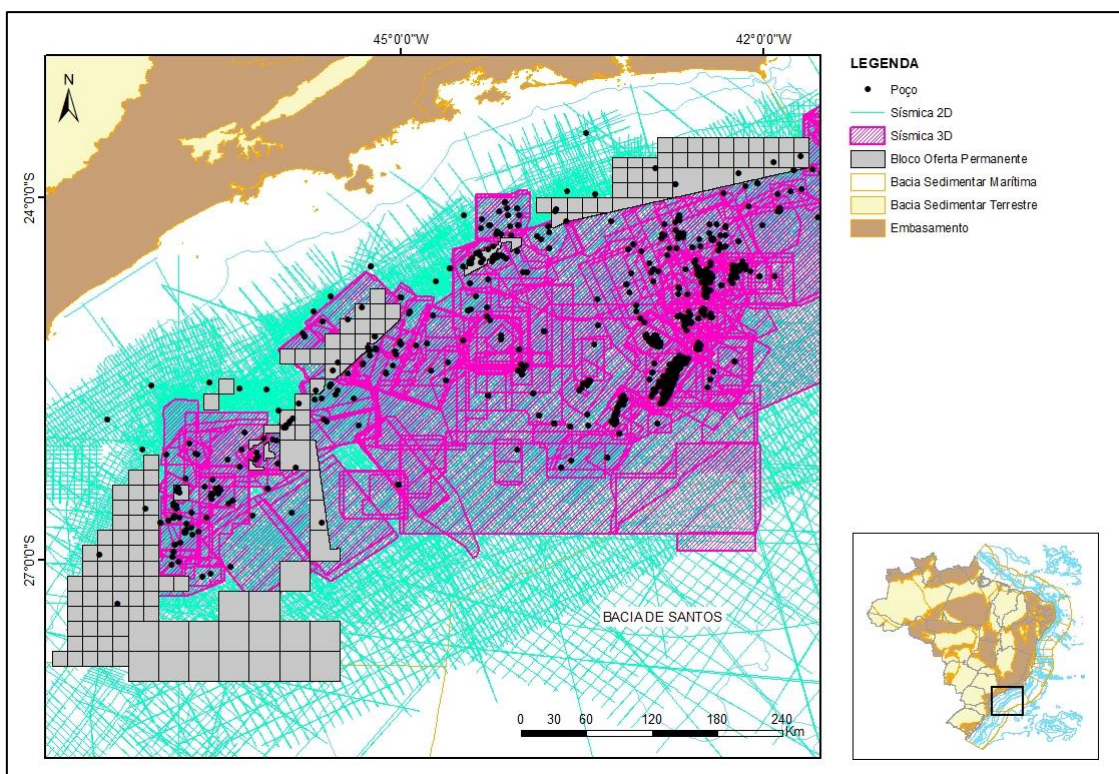 45°0'0"W
42°0'0"W
N
24°0'0"S
27°0'0"S
BACIA DE SANTOS
0 30 60 120 180 240
Km
LEGENDA
Poço
Sísmica 2D
Sísmica 3D
Bloco Oferta Permanente
Bacia Sedimentar Marítima
Bacia Sedimentar Terrestre
Embasamento